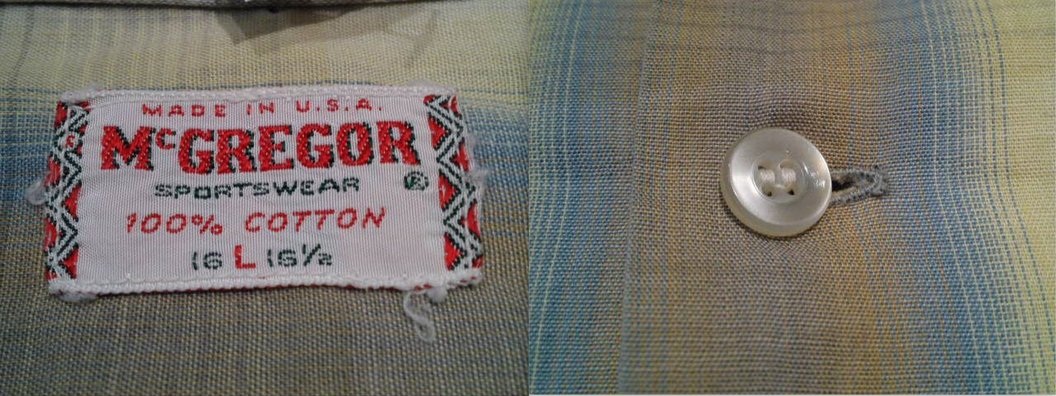 MADE IN U.S.A.
McGREGOR
SPORTSWEAR ®
100% COTTON
16 L 16½